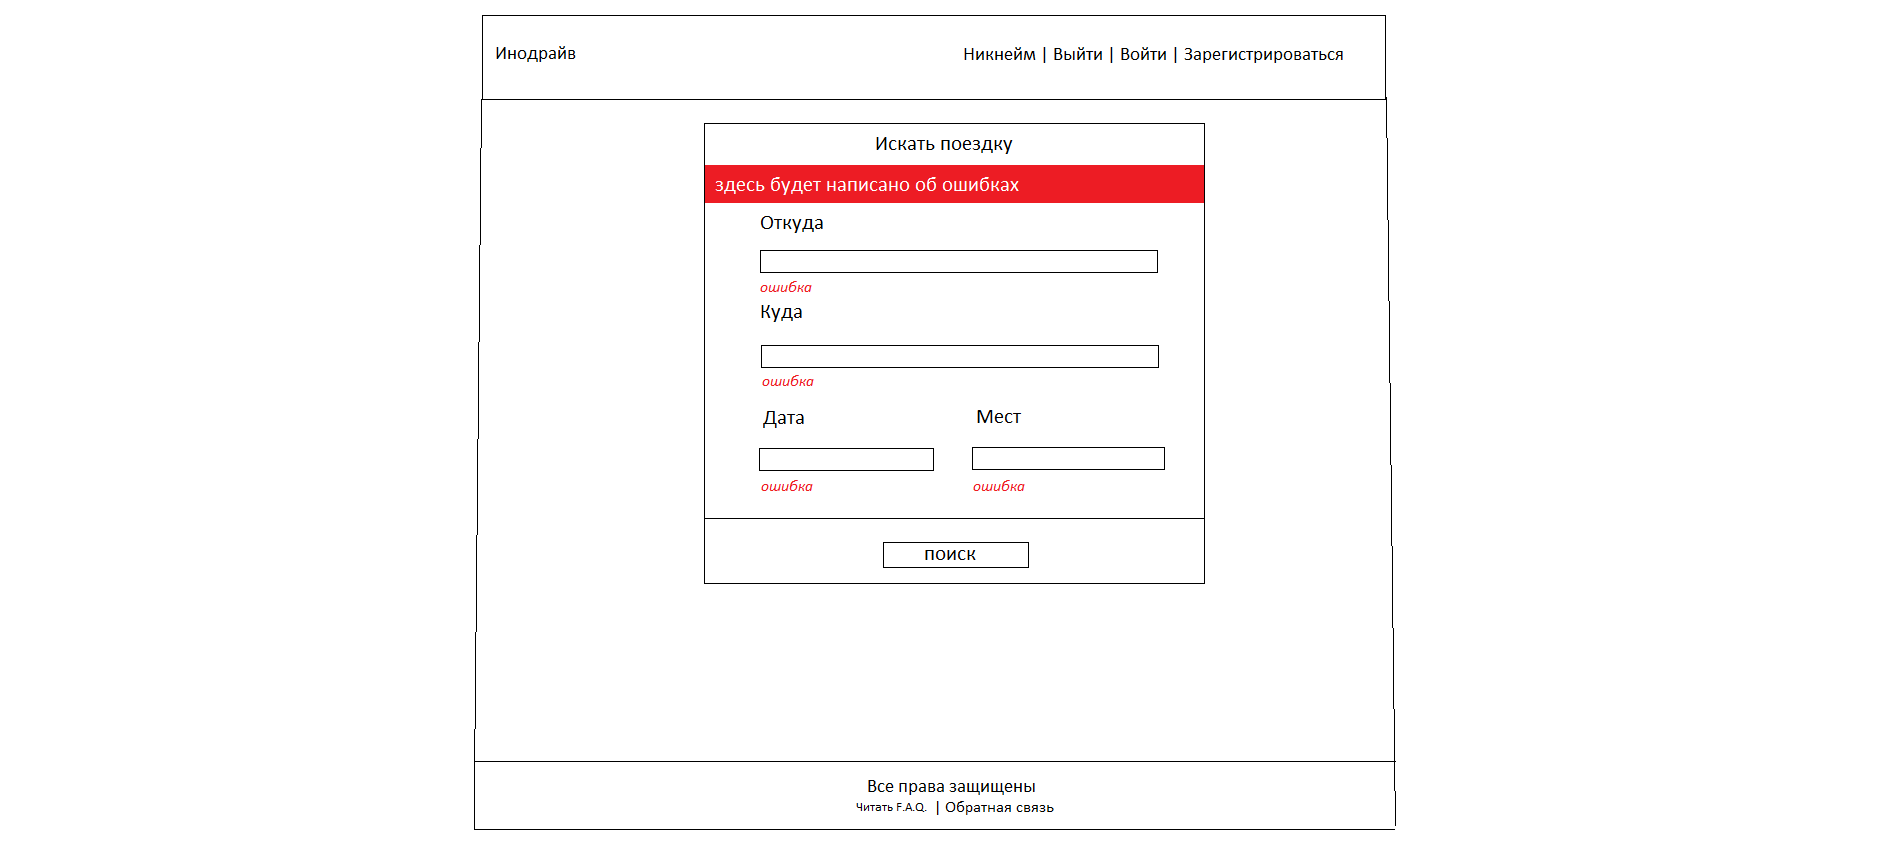 Инодрайв
Никнейм | Выйти | Войти | Зарегистрироваться
Искать поездку
здесь будет написано об ошибках
Откуда
ошибка
Куда
ошибка
Дата
Мест
ошибка
ошибка
поиск
Все права защищены
Читать F.A.Q. | Обратная связь